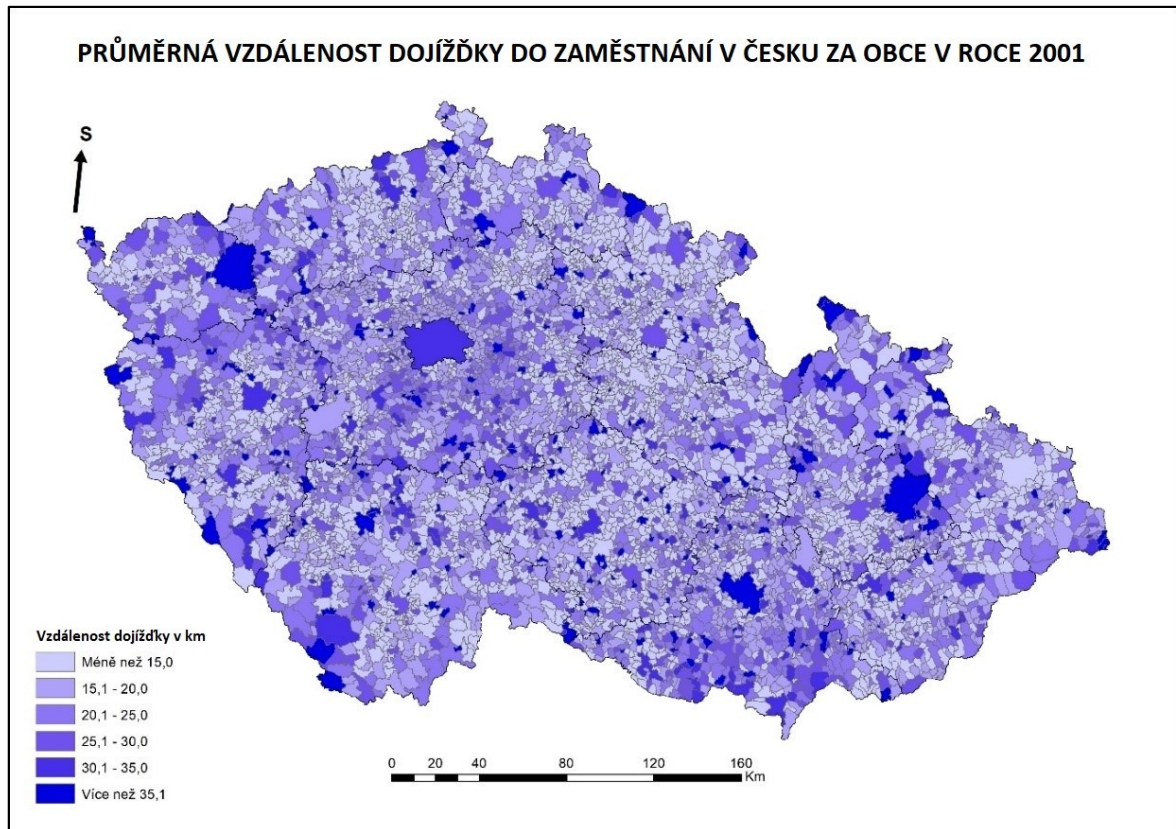 PRŮMĚRNÁ VZDÁLENOST DOJÍŽĎKY DO ZAMĚSTNÁNÍ V ČESKU ZA OBCE V ROCE 2001
S
Vzdálenost dojížďky v km
Méně než 15,0
15,1 - 20,0
20,1 - 25,0
25,1 - 30,0
30,1 - 35,0
Více než 35,1
0 20 40 80 120 160
Km